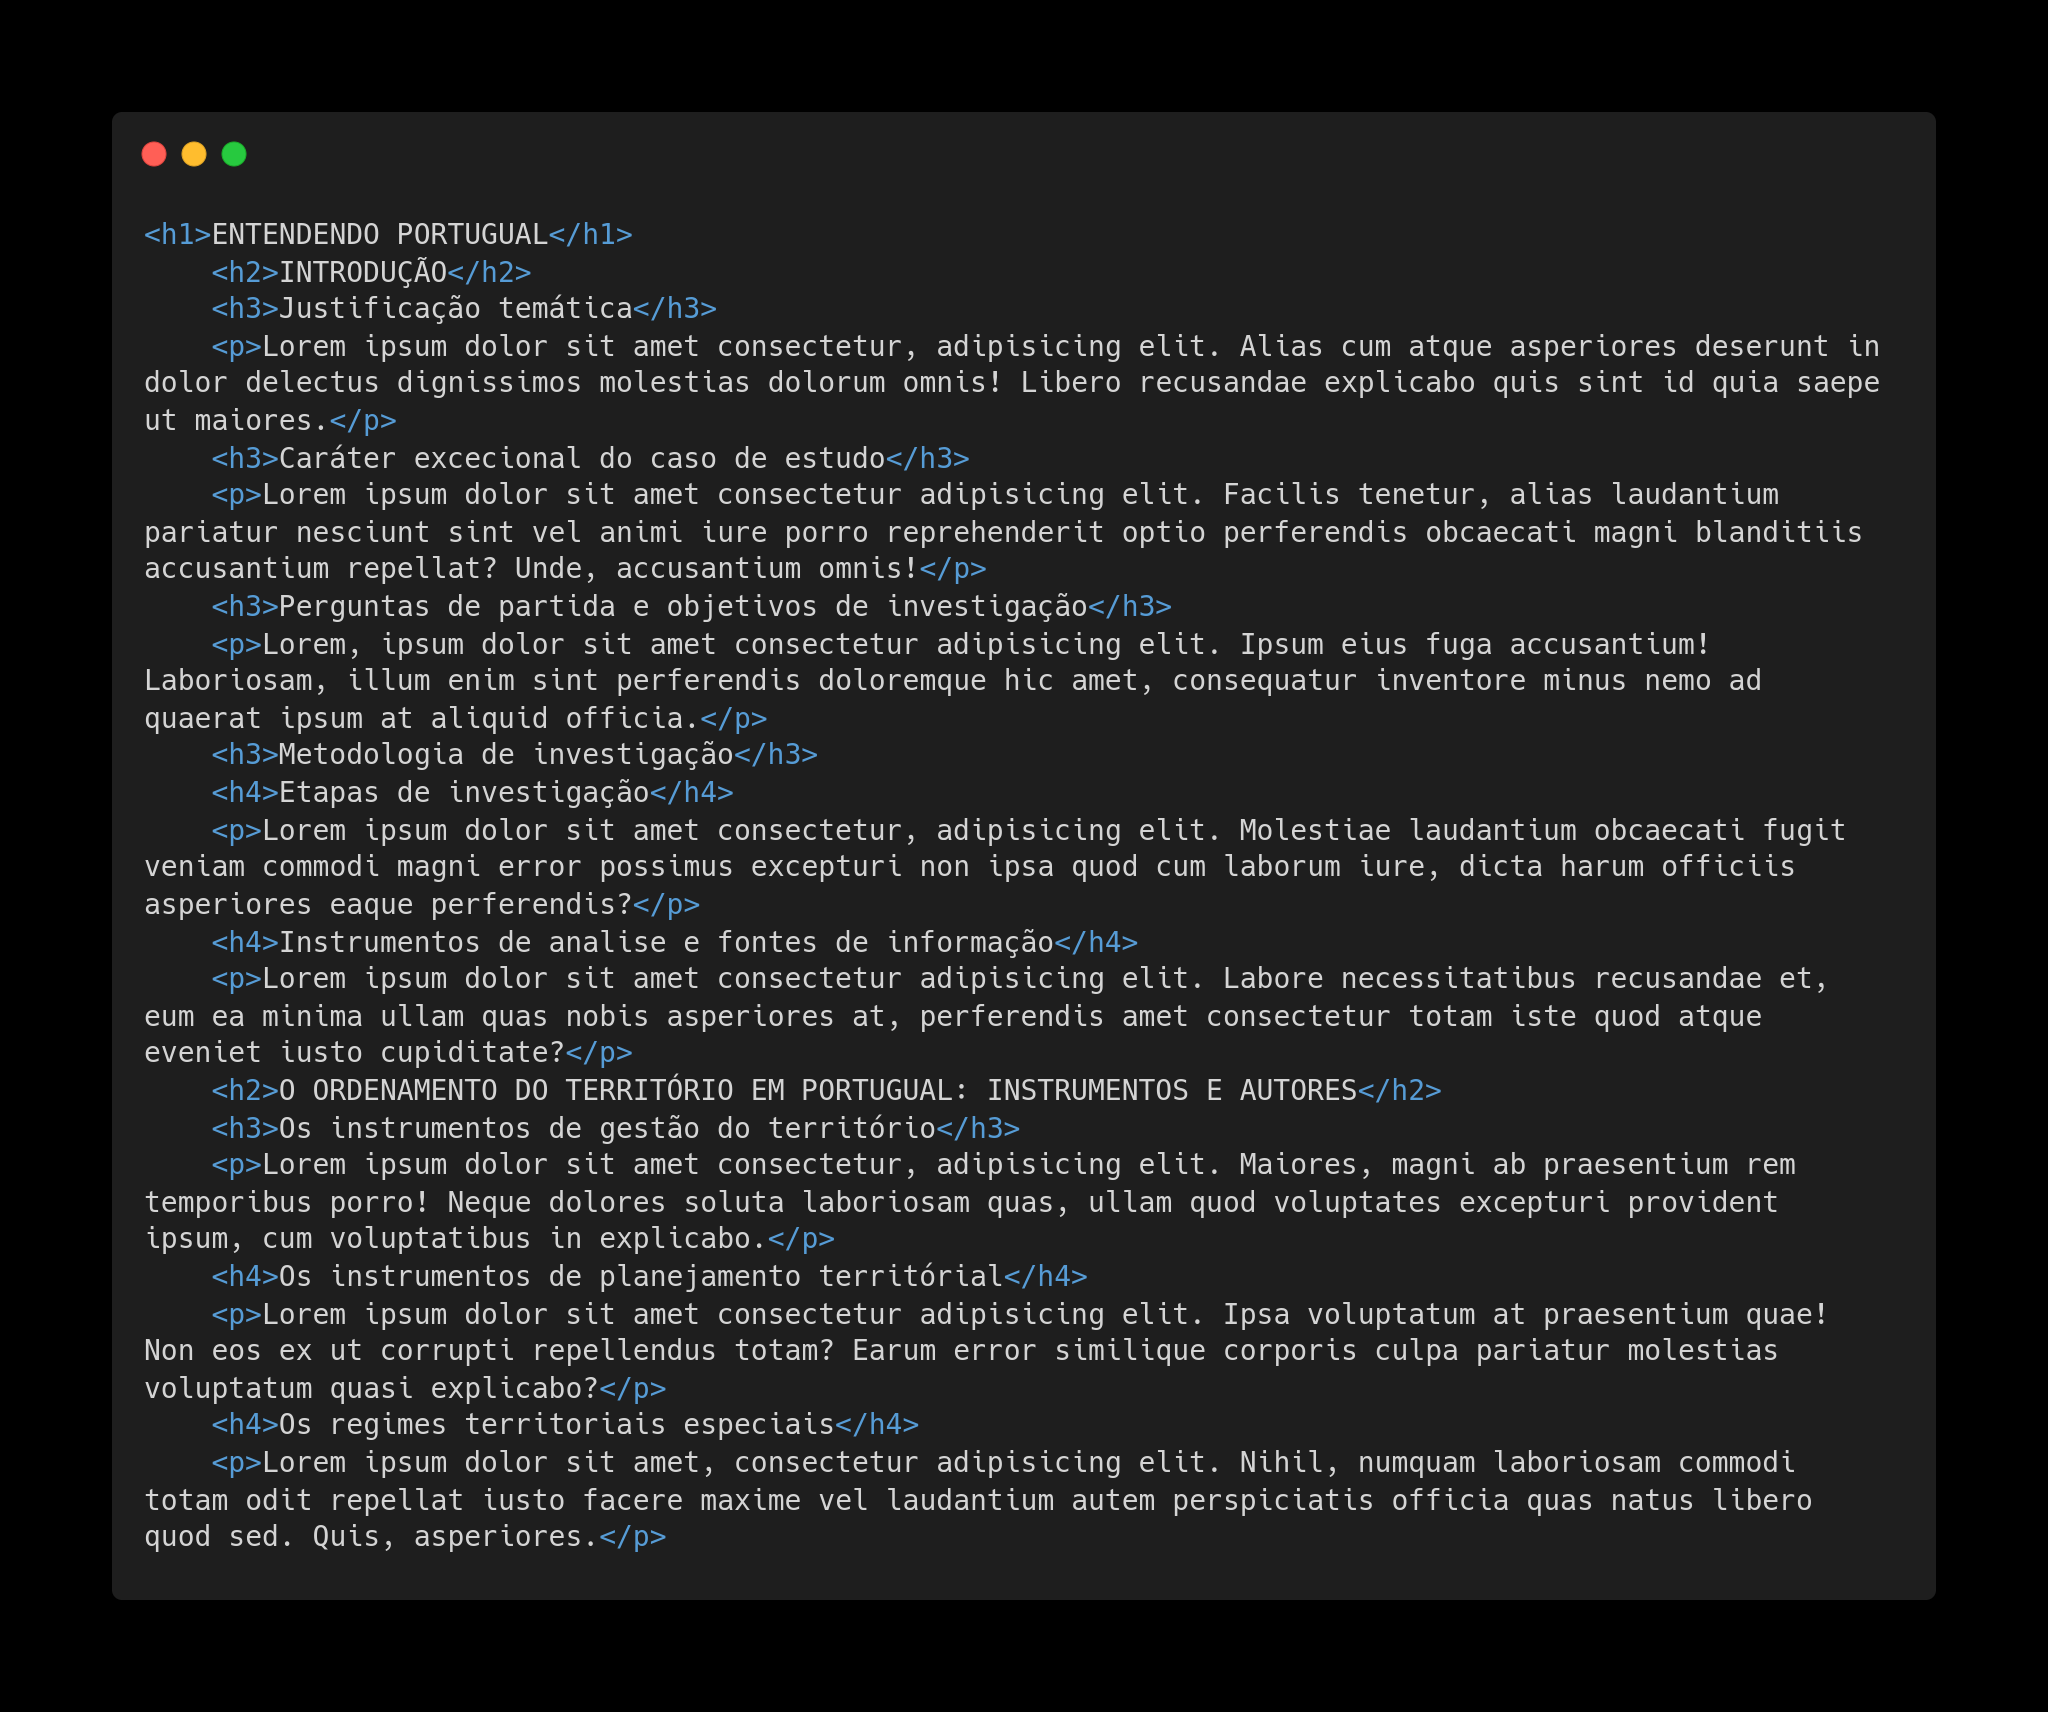 <h1>ENTENDENDO PORTUGUAL</h1>
    <h2>INTRODUÇÃO</h2>
    <h3>Justificação temática</h3>
    <p>Lorem ipsum dolor sit amet consectetur, adipisicing elit. Alias cum atque asperiores deserunt in
dolor delectus dignissimos molestias dolorum omnis! Libero recusandae explicabo quis sint id quia saepe
ut maiores.</p>
    <h3>Caráter excecional do caso de estudo</h3>
    <p>Lorem ipsum dolor sit amet consectetur adipisicing elit. Facilis tenetur, alias laudantium
pariatur nesciunt sint vel animi iure porro reprehenderit optio perferendis obcaecati magni blanditiis
accusantium repellat? Unde, accusantium omnis!</p>
    <h3>Perguntas de partida e objetivos de investigação</h3>
    <p>Lorem, ipsum dolor sit amet consectetur adipisicing elit. Ipsum eius fuga accusantium!
Laboriosam, illum enim sint perferendis doloremque hic amet, consequatur inventore minus nemo ad
quaerat ipsum at aliquid officia.</p>
    <h3>Metodologia de investigação</h3>
    <h4>Etapas de investigação</h4>
    <p>Lorem ipsum dolor sit amet consectetur, adipisicing elit. Molestiae laudantium obcaecati fugit
veniam commodi magni error possimus excepturi non ipsa quod cum laborum iure, dicta harum officiis
asperiores eaque perferendis?</p>
    <h4>Instrumentos de analise e fontes de informação</h4>
    <p>Lorem ipsum dolor sit amet consectetur adipisicing elit. Labore necessitatibus recusandae et,
eum ea minima ullam quas nobis asperiores at, perferendis amet consectetur totam iste quod atque
eveniet iusto cupiditate?</p>
    <h2>O ORDENAMENTO DO TERRITÓRIO EM PORTUGUAL: INSTRUMENTOS E AUTORES</h2>
    <h3>Os instrumentos de gestão do território</h3>
    <p>Lorem ipsum dolor sit amet consectetur, adipisicing elit. Maiores, magni ab praesentium rem
temporibus porro! Neque dolores soluta laboriosam quas, ullam quod voluptates excepturi provident
ipsum, cum voluptatibus in explicabo.</p>
    <h4>Os instrumentos de planejamento territórial</h4>
    <p>Lorem ipsum dolor sit amet consectetur adipisicing elit. Ipsa voluptatum at praesentium quae!
Non eos ex ut corrupti repellendus totam? Earum error similique corporis culpa pariatur molestias
voluptatum quasi explicabo?</p>
    <h4>Os regimes territoriais especiais</h4>
    <p>Lorem ipsum dolor sit amet, consectetur adipisicing elit. Nihil, numquam laboriosam commodi
totam odit repellat iusto facere maxime vel laudantium autem perspiciatis officia quas natus libero
quod sed. Quis, asperiores.</p>